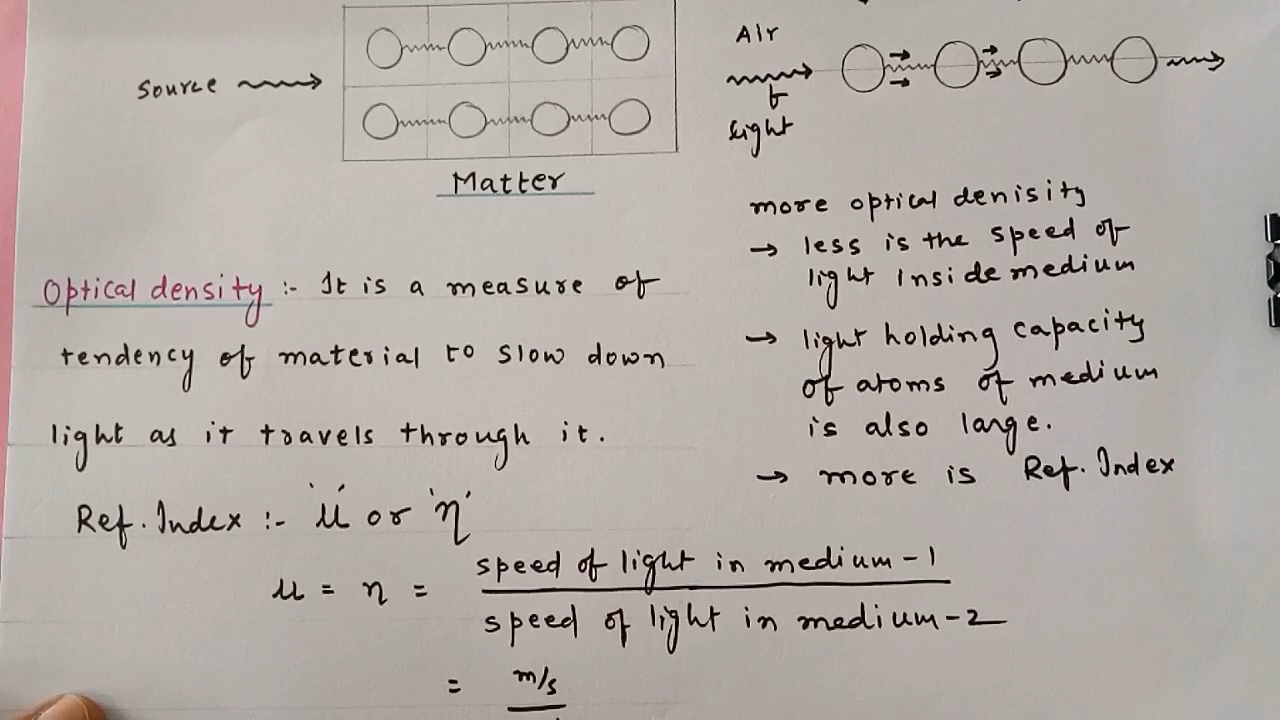 Source
Matter
Air
Light
more optical denisity
→ less is the speed of
light Inside medium
→ light holding capacity
of atoms of medium
is also large.
→ more is Ref. Index
Optical density :- It is a measure of
tendency of material to slow down
light as it travels through it.
Ref. Index :- 'μ' or 'η'
μ = η = speed of light in medium-1
speed of light in medium-2
= m/s